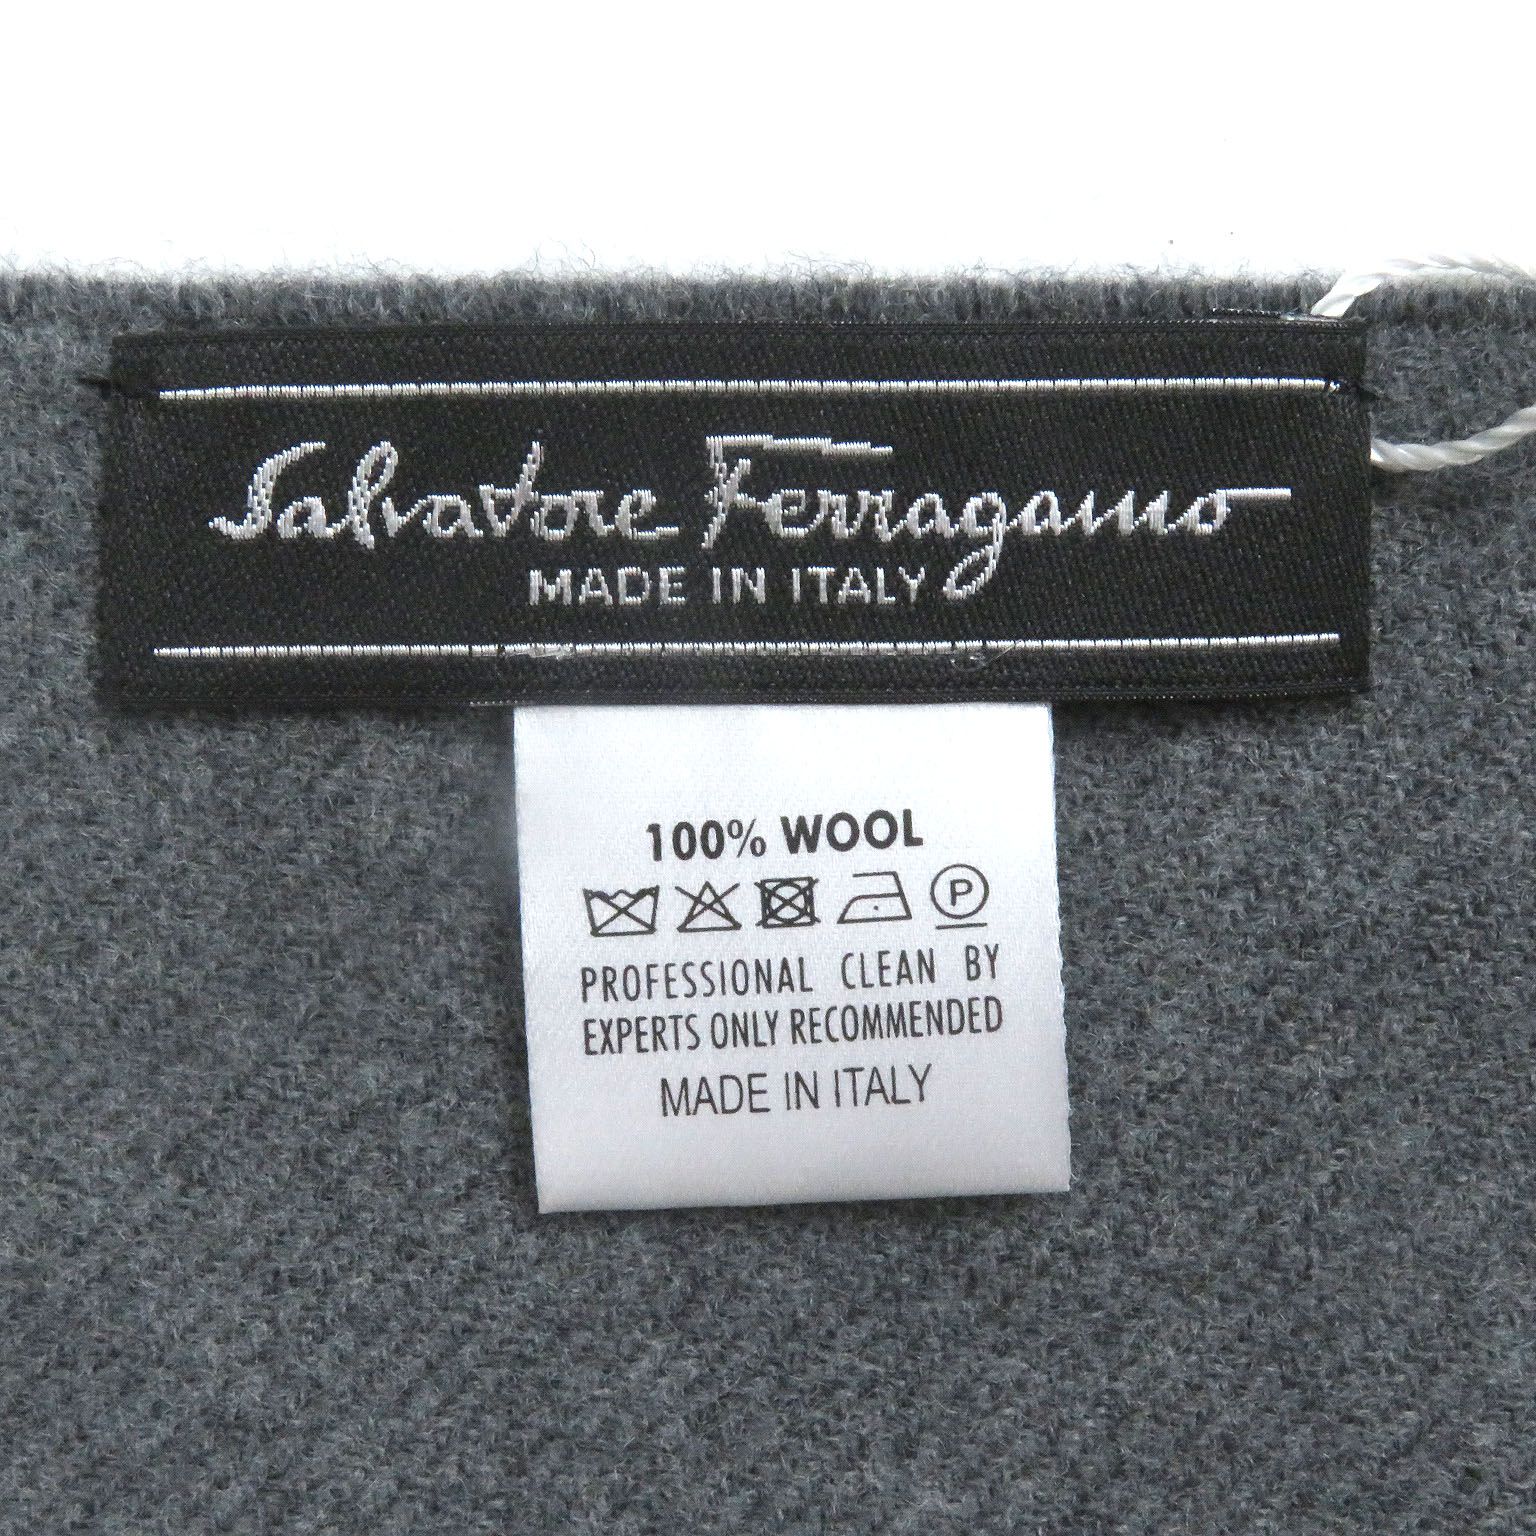 Salvatore Ferragamo
MADE IN ITALY
100% WOOL
P
PROFESSIONAL CLEAN BY
EXPERTS ONLY RECOMMENDED
MADE IN ITALY